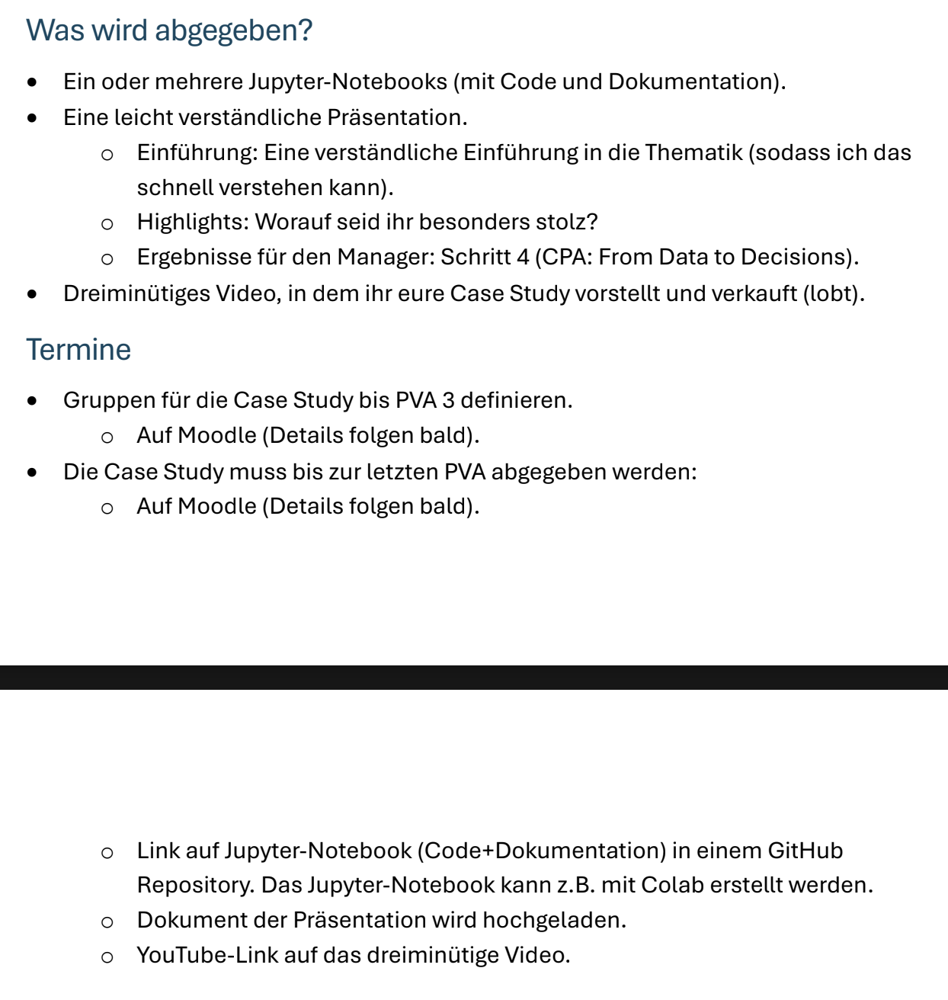 Was wird abgegeben?
• Ein oder mehrere Jupyter-Notebooks (mit Code und Dokumentation).
• Eine leicht verständliche Präsentation.
o Einführung: Eine verständliche Einführung in die Thematik (sodass ich das
schnell verstehen kann).
o Highlights: Worauf seid ihr besonders stolz?
o Ergebnisse für den Manager: Schritt 4 (CPA: From Data to Decisions).
• Dreiminütiges Video, in dem ihr eure Case Study vorstellt und verkauft (lobt).
Termine
• Gruppen für die Case Study bis PVA 3 definieren.
o Auf Moodle (Details folgen bald).
• Die Case Study muss bis zur letzten PVA abgegeben werden:
o Auf Moodle (Details folgen bald).
o Link auf Jupyter-Notebook (Code+Dokumentation) in einem GitHub
Repository. Das Jupyter-Notebook kann z.B. mit Colab erstellt werden.
o Dokument der Präsentation wird hochgeladen.
o YouTube-Link auf das dreiminütige Video.